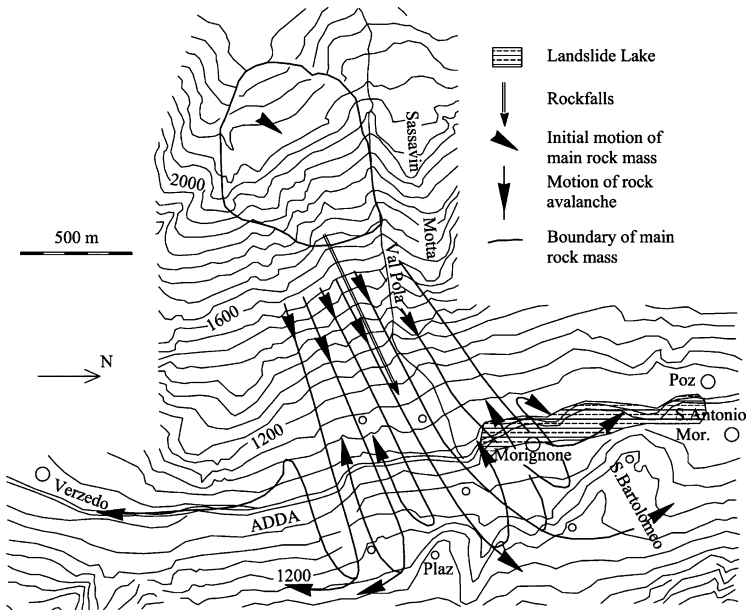 Landslide Lake
Rockfalls
Initial motion of
main rock mass
Motion of rock
avalanche
Boundary of main
rock mass
Sassavin
2000
Motta
500 m
Val Pola
1600
N
Poz
1200
S.Antonio
Mor.
Morignone
Verzedo
S.Bartolomeo
ADDA
Plaz
1200